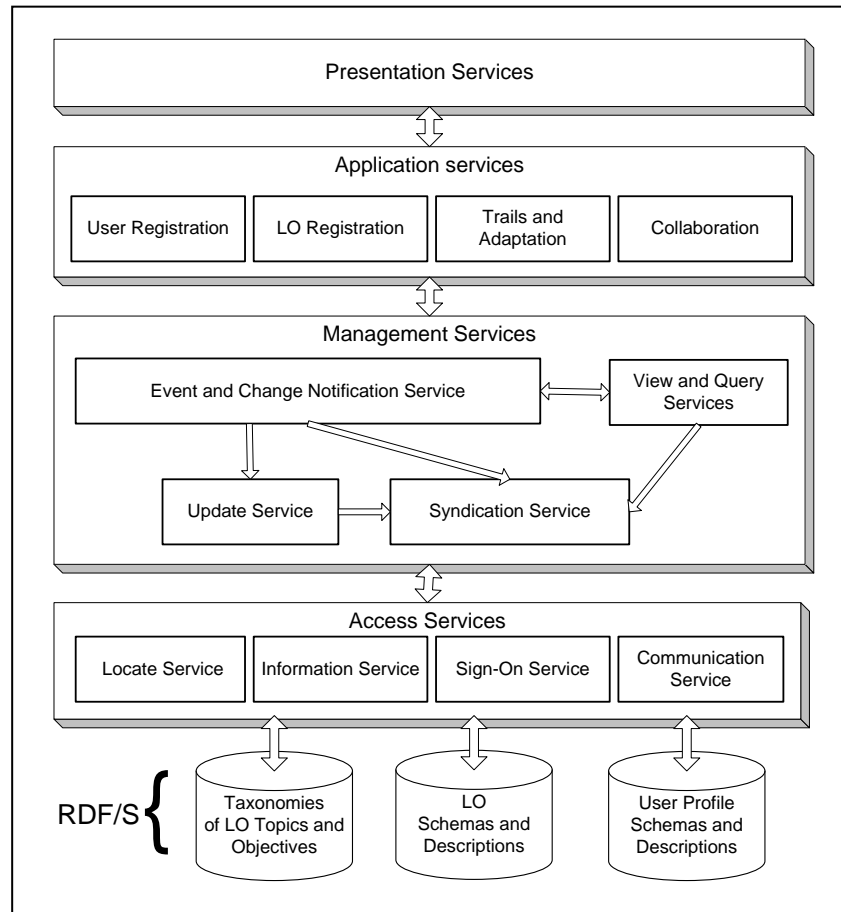 Presentation Services
Application services
User Registration
LO Registration
Trails and
Adaptation
Collaboration
Management Services
Event and Change Notification Service
View and Query
Services
Update Service
Syndication Service
Access Services
Locate Service
Information Service
Sign-On Service
Communication
Service
RDF/S
Taxonomies
of LO Topics and
Objectives
LO
Schemas and
Descriptions
User Profile
Schemas and
Descriptions